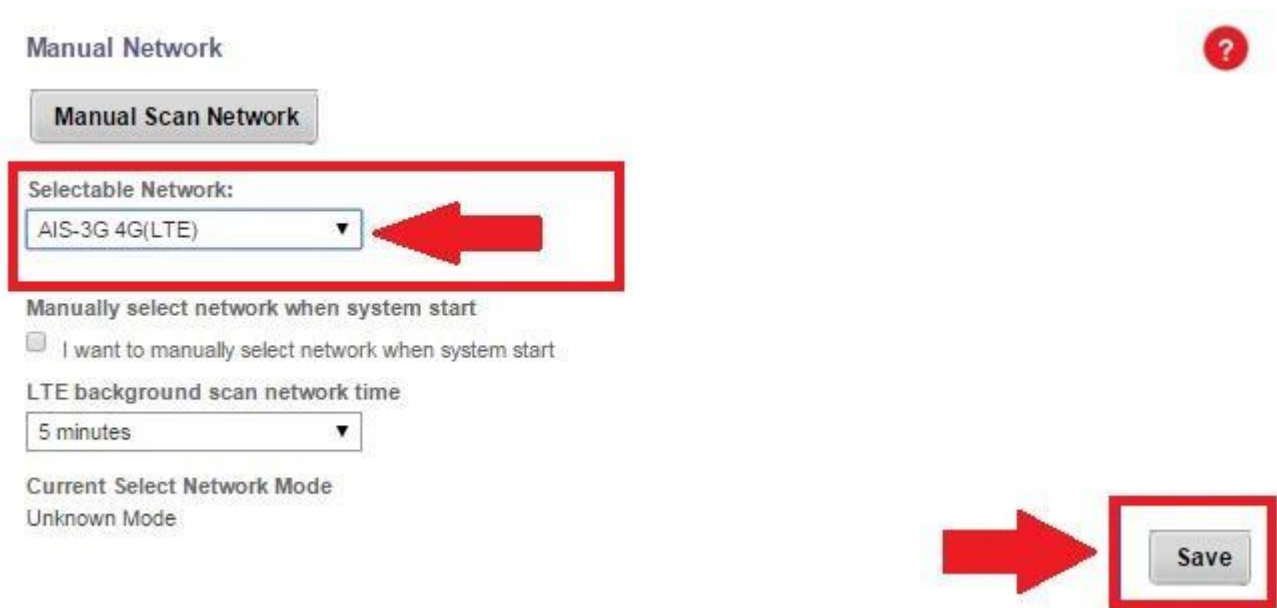 Manual Network
?
Manual Scan Network
Selectable Network:
AIS-3G 4G(LTE)
Manually select network when system start
I want to manually select network when system start
LTE background scan network time
5 minutes
Current Select Network Mode
Unknown Mode
Save